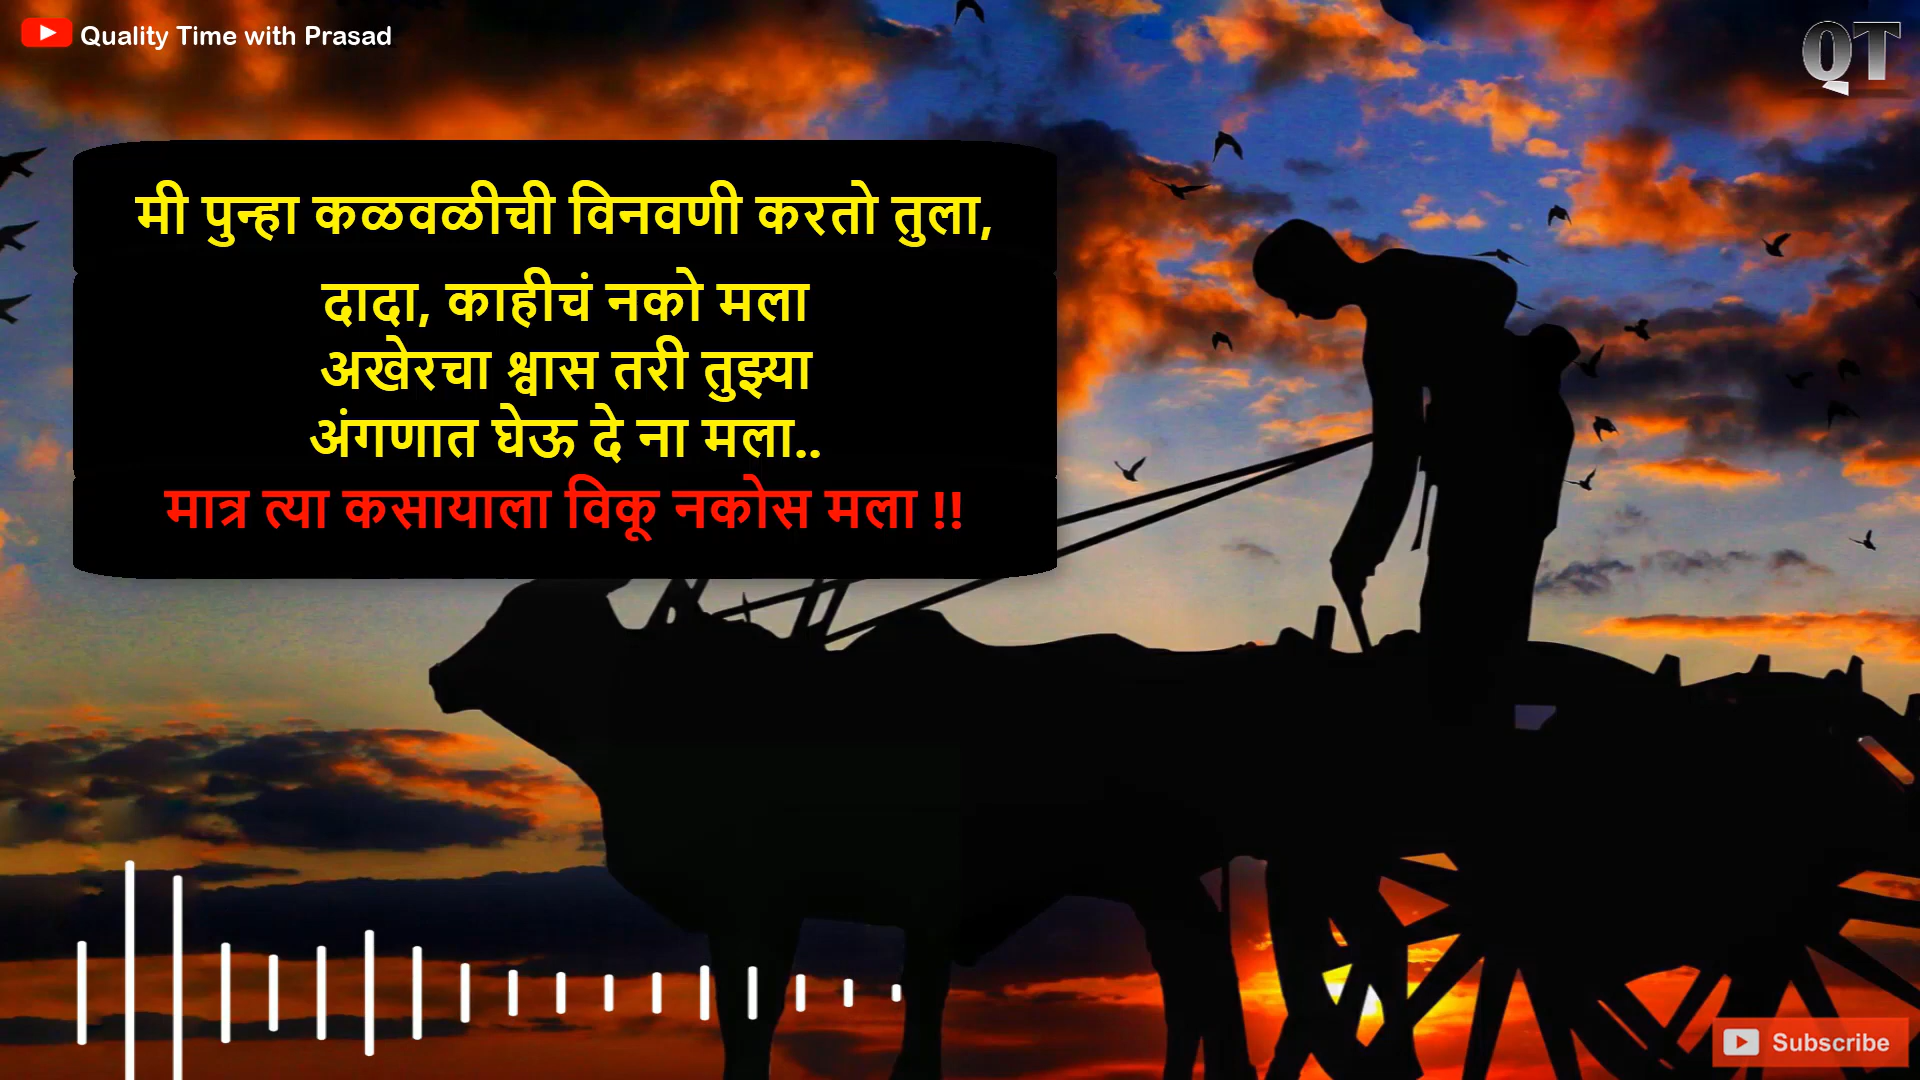 Quality Time with Prasad
QT
मी पुन्हा कळवळीची विनवणी करतो तुला,
दादा, काहीचं नको मला
अखेरचा श्वास तरी तुझ्या
अंगणात घेऊ दे ना मला..
मात्र त्या कसायाला विकू नकोस मला !!
Subscribe